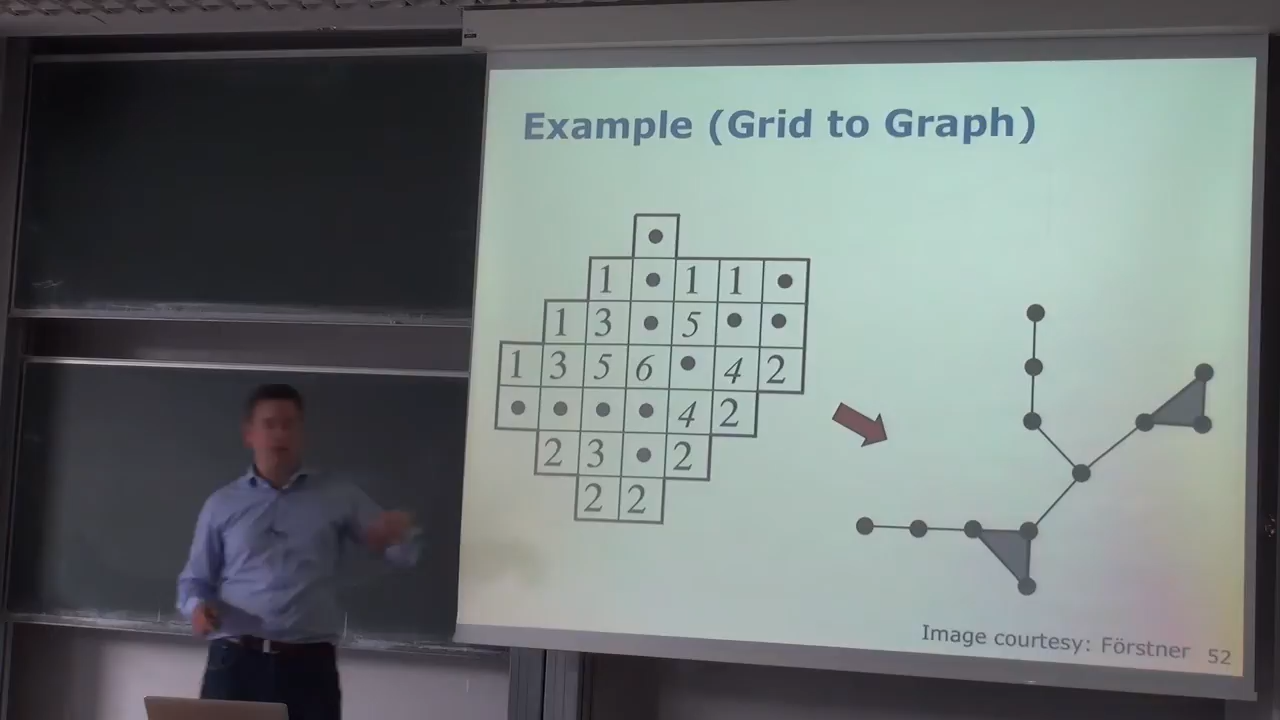 Example (Grid to Graph)
1 1 1
1 3 5
1 3 5 6 4 2
4 2
2 3 2
2 2
Image courtesy: Förstner 52